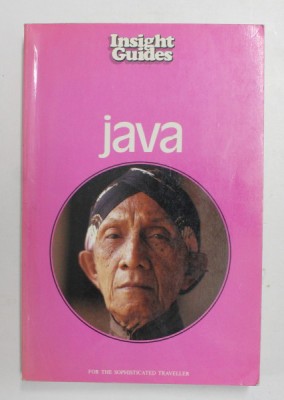 Insight
Guides
java
FOR THE SOPHISTICATED TRAVELLER